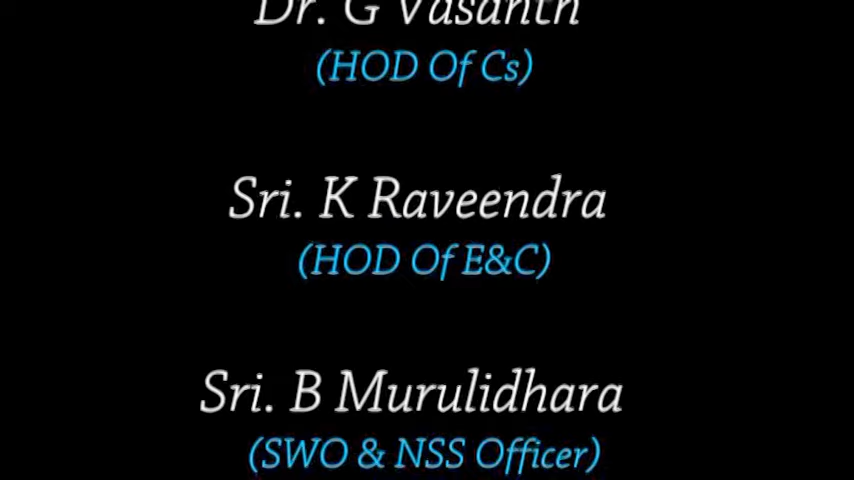 Dr. G Vasanth
(HOD Of Cs)
Sri. K Raveendra
(HOD Of E&C)
Sri. B Murulidhara
(SWO & NSS Officer)